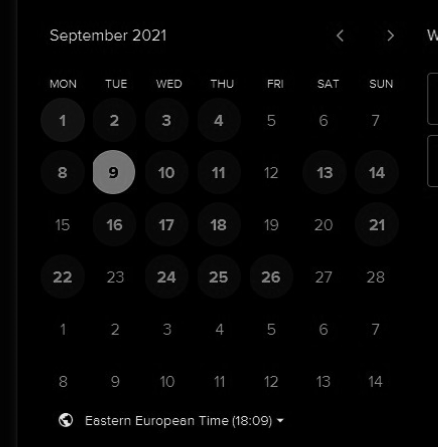 September 2021
W
MON TUE WED THU FRI SAT SUN
1 2 3 4 5 6 7
8 9 10 11 12 13 14
15 16 17 18 19 20 21
22 23 24 25 26 27 28
1 2 3 4 5 6 7
8 9 10 11 12 13 14
Eastern European Time (18:09)